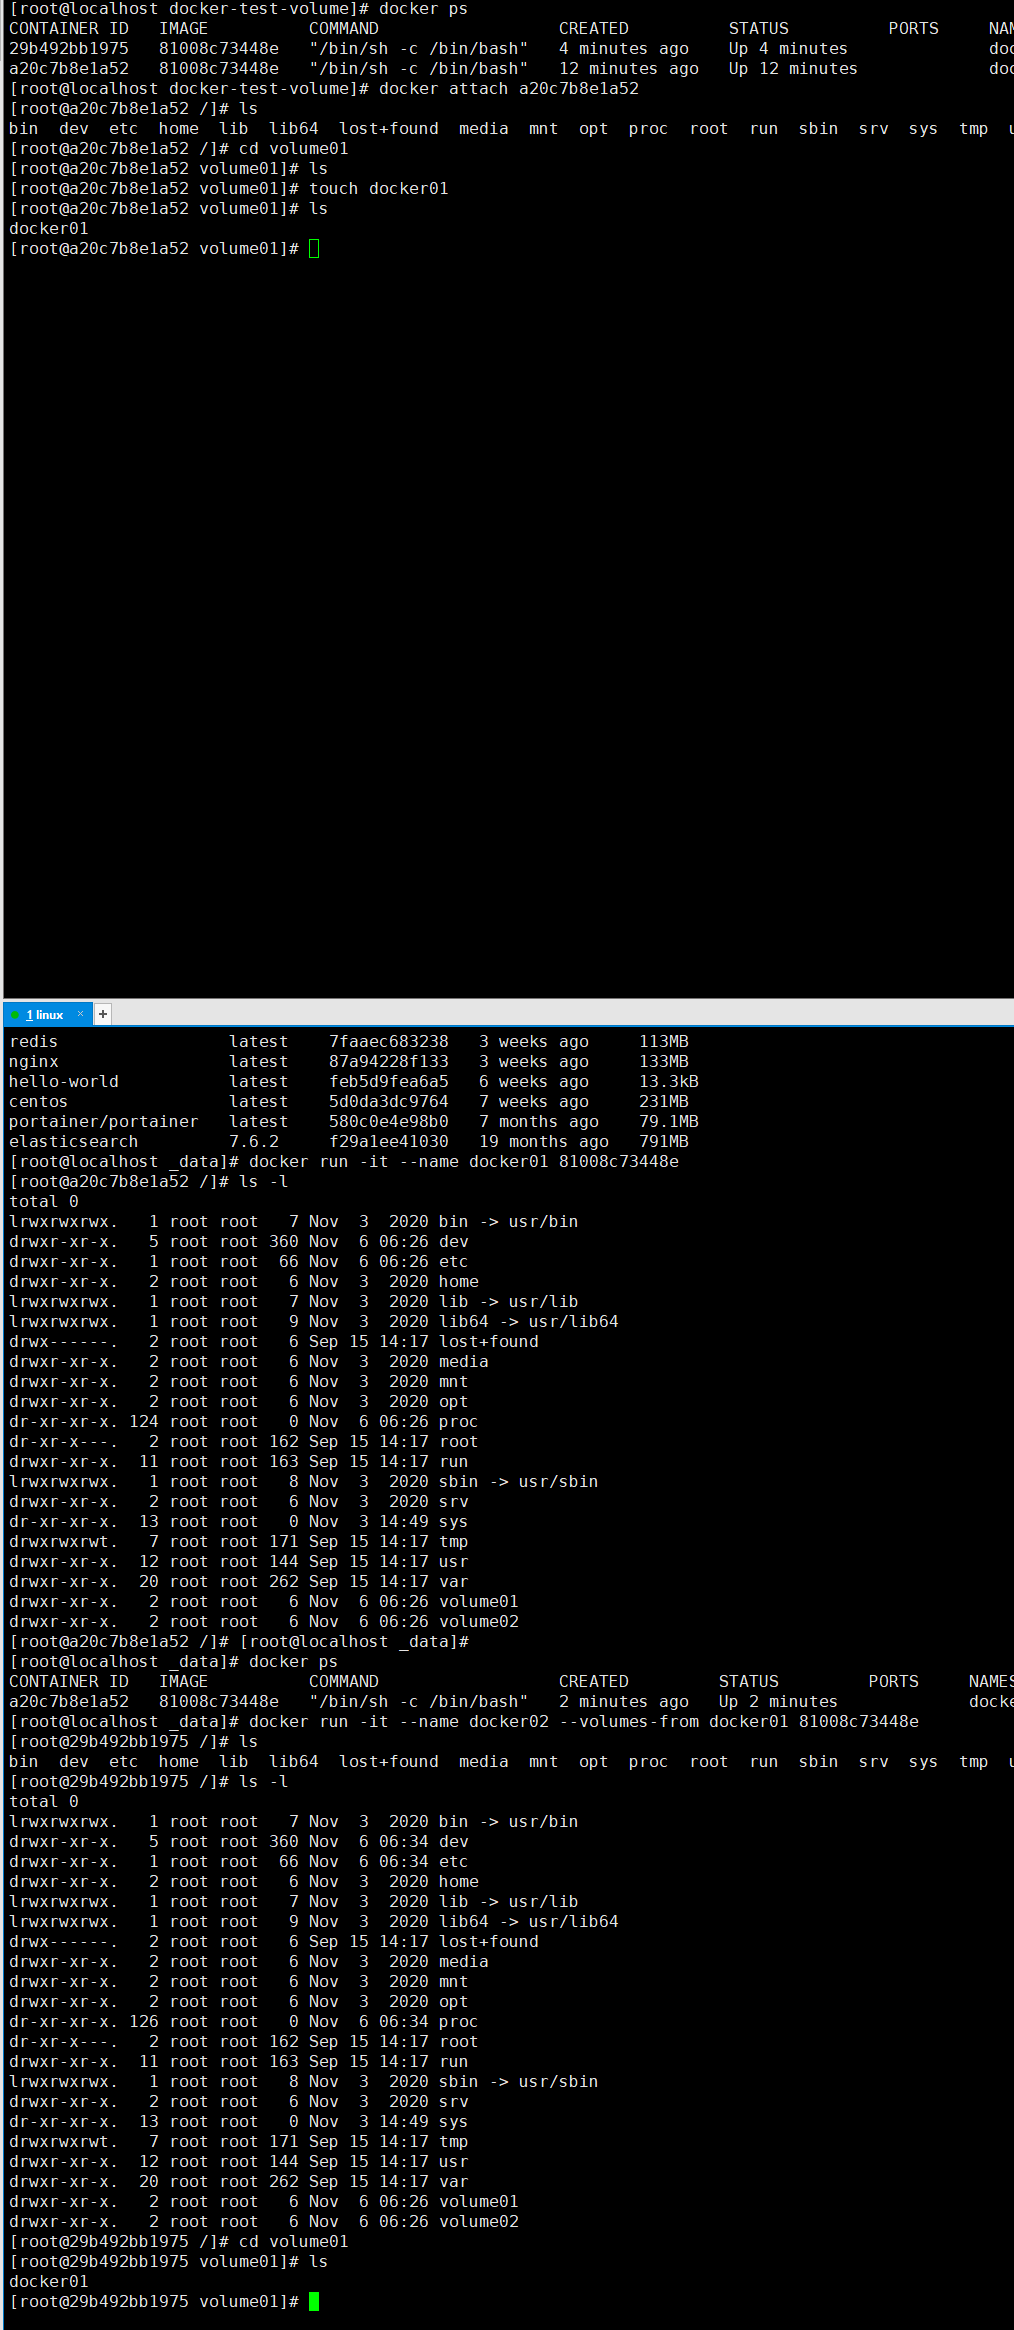 [root@localhost docker-test-volume]# docker ps
CONTAINER ID   IMAGE          COMMAND                  CREATED          STATUS          PORTS     NAM
29b492bb1975   81008c73448e   "/bin/sh -c /bin/bash"   4 minutes ago    Up 4 minutes              doc
a20c7b8e1a52   81008c73448e   "/bin/sh -c /bin/bash"   12 minutes ago   Up 12 minutes             doc
[root@localhost docker-test-volume]# docker attach a20c7b8e1a52
[root@a20c7b8e1a52 /]# ls
bin  dev  etc  home  lib  lib64  lost+found  media  mnt  opt  proc  root  run  sbin  srv  sys  tmp  u
[root@a20c7b8e1a52 /]# cd volume01
[root@a20c7b8e1a52 volume01]# ls
[root@a20c7b8e1a52 volume01]# touch docker01
[root@a20c7b8e1a52 volume01]# ls
docker01
[root@a20c7b8e1a52 volume01]#
1 linux × +
redis                 latest    7faaec683238   3 weeks ago     113MB
nginx                 latest    87a94228f133   3 weeks ago     133MB
hello-world           latest    feb5d9fea6a5   6 weeks ago     13.3kB
centos                latest    5d0da3dc9764   7 weeks ago     231MB
portainer/portainer   latest    580c0e4e98b0   7 months ago    79.1MB
elasticsearch         7.6.2     f29a1ee41030   19 months ago   791MB
[root@localhost _data]# docker run -it --name docker01 81008c73448e
[root@a20c7b8e1a52 /]# ls -l
total 0
lrwxrwxrwx.   1 root root   7 Nov  3  2020 bin -> usr/bin
drwxr-xr-x.   5 root root 360 Nov  6 06:26 dev
drwxr-xr-x.   1 root root  66 Nov  6 06:26 etc
drwxr-xr-x.   2 root root   6 Nov  3  2020 home
lrwxrwxrwx.   1 root root   7 Nov  3  2020 lib -> usr/lib
lrwxrwxrwx.   1 root root   9 Nov  3  2020 lib64 -> usr/lib64
drwx------.   2 root root   6 Sep 15 14:17 lost+found
drwxr-xr-x.   2 root root   6 Nov  3  2020 media
drwxr-xr-x.   2 root root   6 Nov  3  2020 mnt
drwxr-xr-x.   2 root root   6 Nov  3  2020 opt
dr-xr-xr-x. 124 root root   0 Nov  6 06:26 proc
dr-xr-x---.   2 root root 162 Sep 15 14:17 root
drwxr-xr-x.  11 root root 163 Sep 15 14:17 run
lrwxrwxrwx.   1 root root   8 Nov  3  2020 sbin -> usr/sbin
drwxr-xr-x.   2 root root   6 Nov  3  2020 srv
dr-xr-xr-x.  13 root root   0 Nov  3 14:49 sys
drwxrwxrwt.   7 root root 171 Sep 15 14:17 tmp
drwxr-xr-x.  12 root root 144 Sep 15 14:17 usr
drwxr-xr-x.  20 root root 262 Sep 15 14:17 var
drwxr-xr-x.   2 root root   6 Nov  6 06:26 volume01
drwxr-xr-x.   2 root root   6 Nov  6 06:26 volume02
[root@a20c7b8e1a52 /]# [root@localhost _data]#
[root@localhost _data]# docker ps
CONTAINER ID   IMAGE          COMMAND                  CREATED         STATUS         PORTS     NAMES
a20c7b8e1a52   81008c73448e   "/bin/sh -c /bin/bash"   2 minutes ago   Up 2 minutes             docke
[root@localhost _data]# docker run -it --name docker02 --volumes-from docker01 81008c73448e
[root@29b492bb1975 /]# ls
bin  dev  etc  home  lib  lib64  lost+found  media  mnt  opt  proc  root  run  sbin  srv  sys  tmp  u
[root@29b492bb1975 /]# ls -l
total 0
lrwxrwxrwx.   1 root root   7 Nov  3  2020 bin -> usr/bin
drwxr-xr-x.   5 root root 360 Nov  6 06:34 dev
drwxr-xr-x.   1 root root  66 Nov  6 06:34 etc
drwxr-xr-x.   2 root root   6 Nov  3  2020 home
lrwxrwxrwx.   1 root root   7 Nov  3  2020 lib -> usr/lib
lrwxrwxrwx.   1 root root   9 Nov  3  2020 lib64 -> usr/lib64
drwx------.   2 root root   6 Sep 15 14:17 lost+found
drwxr-xr-x.   2 root root   6 Nov  3  2020 media
drwxr-xr-x.   2 root root   6 Nov  3  2020 mnt
drwxr-xr-x.   2 root root   6 Nov  3  2020 opt
dr-xr-xr-x. 126 root root   0 Nov  6 06:34 proc
dr-xr-x---.   2 root root 162 Sep 15 14:17 root
drwxr-xr-x.  11 root root 163 Sep 15 14:17 run
lrwxrwxrwx.   1 root root   8 Nov  3  2020 sbin -> usr/sbin
drwxr-xr-x.   2 root root   6 Nov  3  2020 srv
dr-xr-xr-x.  13 root root   0 Nov  3 14:49 sys
drwxrwxrwt.   7 root root 171 Sep 15 14:17 tmp
drwxr-xr-x.  12 root root 144 Sep 15 14:17 usr
drwxr-xr-x.  20 root root 262 Sep 15 14:17 var
drwxr-xr-x.   2 root root   6 Nov  6 06:26 volume01
drwxr-xr-x.   2 root root   6 Nov  6 06:26 volume02
[root@29b492bb1975 /]# cd volume01
[root@29b492bb1975 volume01]# ls
docker01
[root@29b492bb1975 volume01]#